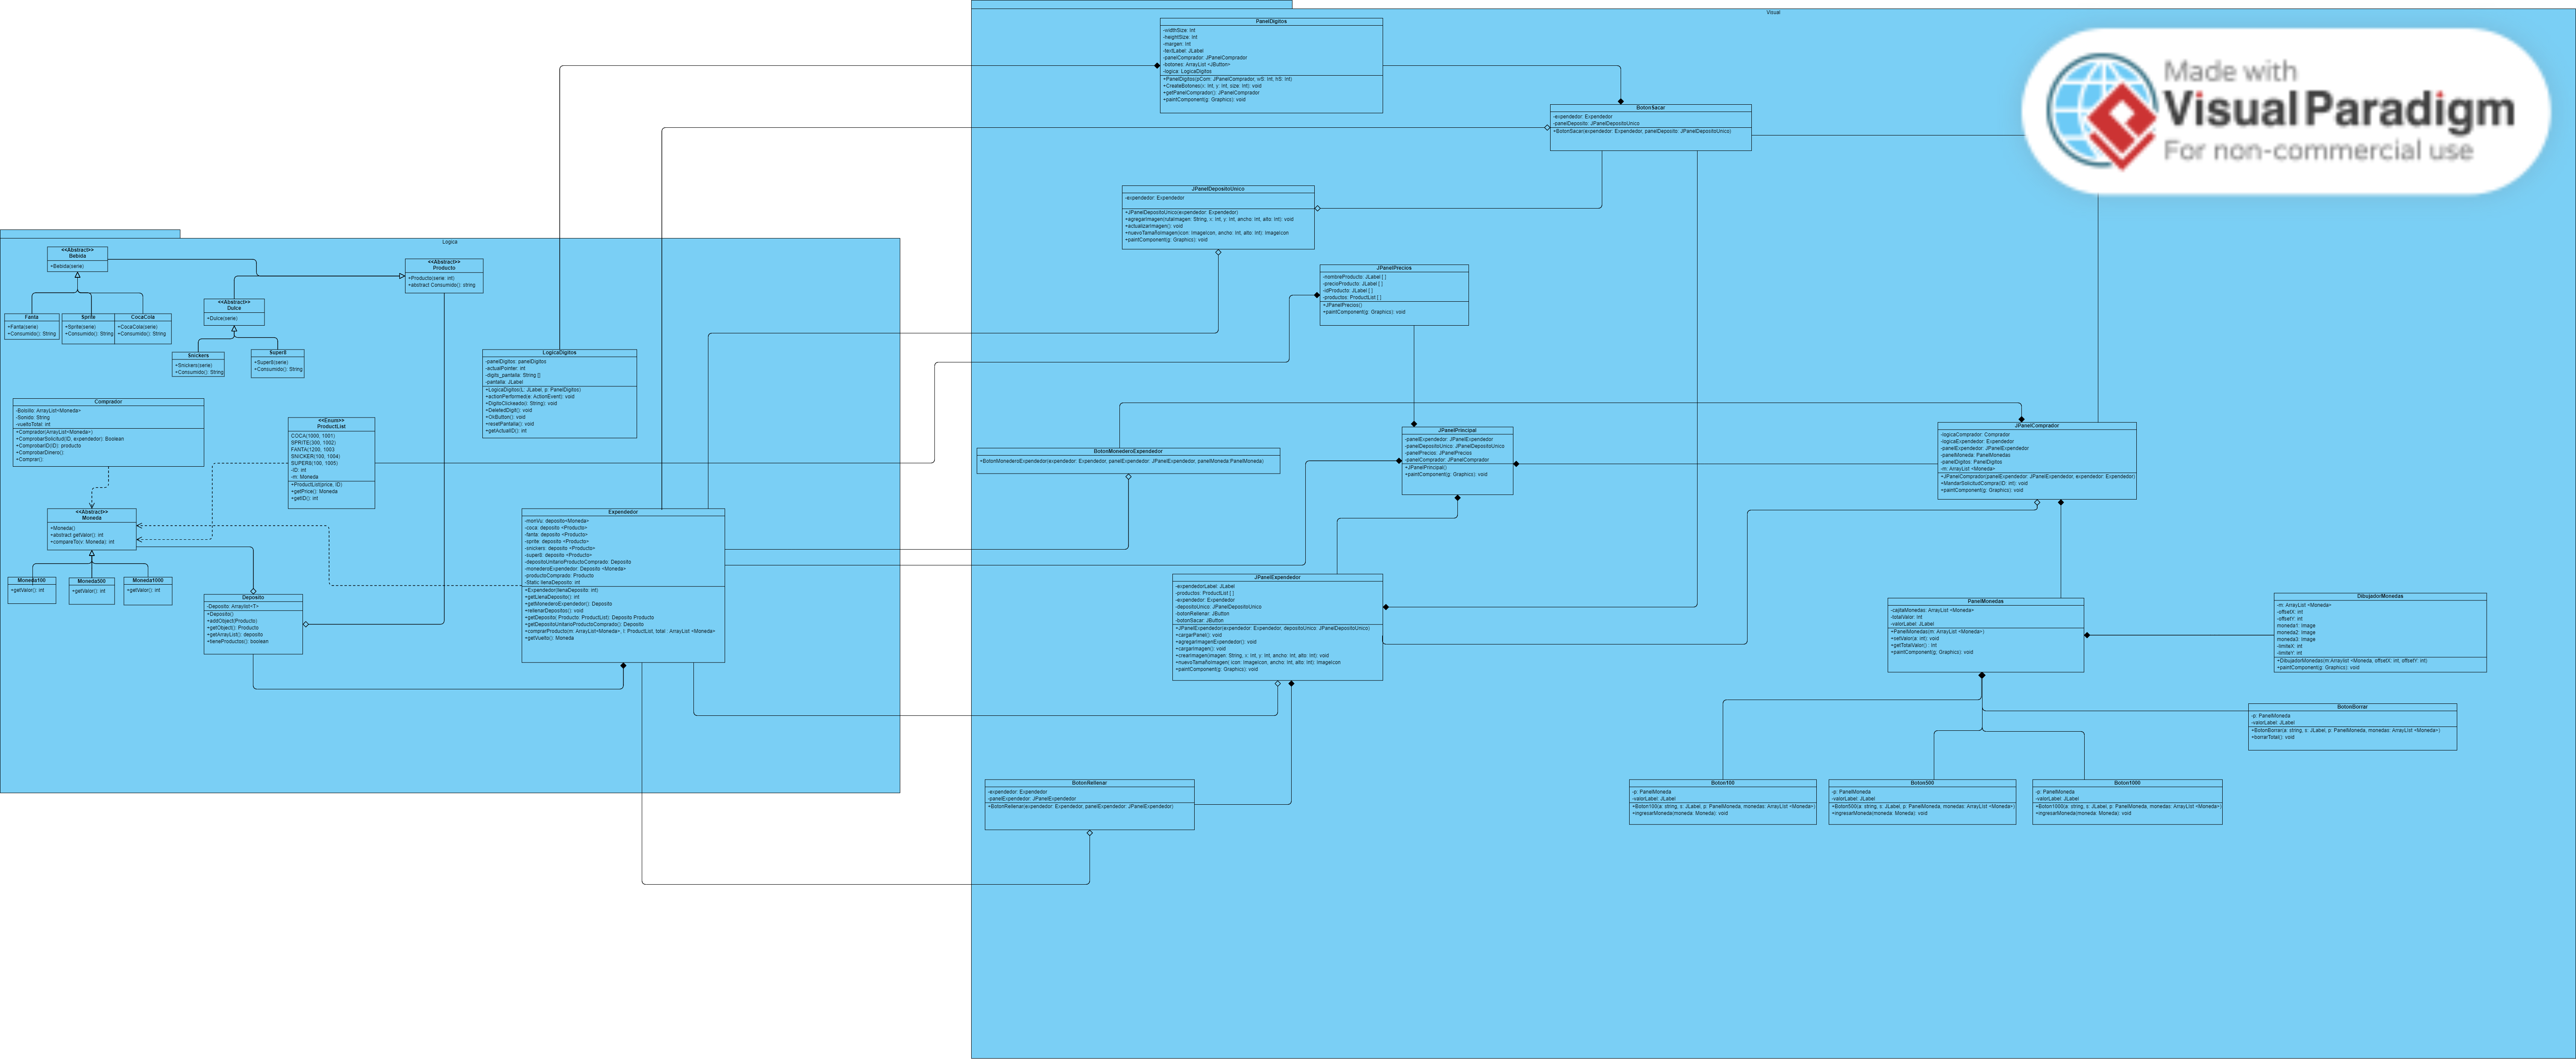 Visual
PanelDigitos
-widthSize: int
-heightSize: int
-margen: int
-textLabel: JLabel
-panelComprador: JPanelComprador
-botones: ArrayList <JButton>
-logica: LogicaDigitos
+PanelDigitos(pCom: JPanelComprador, wS: int, hS: int)
+CreateBotones(x: int, y: int, size: int): void
+getPanelComprador(): JPanelComprador
+paintComponent(g: Graphics): void
Made with
Visual Paradigm
For non-commercial use
BotonSacar
-expendedor: Expendedor
-panelDeposito: JPanelDepositoUnico
+BotonSacar(expendedor: Expendedor, panelDeposito: JPanelDepositoUnico)
JPanelDepositoUnico
-expendedor: Expendedor
+JPanelDepositoUnico(expendedor: Expendedor)
+agregarImagen(rutaImagen: String, x: int, y: int, ancho: int, alto: int): void
+actualizarImagen(): void
+nuevoTamañoImagen(icon: ImageIcon, ancho: int, alto: int): ImageIcon
+paintComponent(g: Graphics): void
Logica
<<Abstract>>
Bebida
+Bebida(serie)
<<Abstract>>
Producto
+Producto(serie: int)
+abstract Consumido(): string
<<Abstract>>
Dulce
+Dulce(serie)
Fanta
+Fanta(serie)
+Consumido(): String
Sprite
+Sprite(serie)
+Consumido(): String
CocaCola
+CocaCola(serie)
+Consumido(): String
Snickers
+Snickers(serie)
+Consumido(): String
Super8
+Super8(serie)
+Consumido(): String
LogicaDigitos
-panelDigitos: panelDigitos
-actualPointer: int
-digits_pantalla: String []
-pantalla: JLabel
+LogicaDigitos(L: JLabel, p: PanelDigitos)
+actionPerformed(e: ActionEvent): void
+DigitoClickeado(i: String): void
+DeletedDigit(): void
+OkButton(): void
+resetPantalla(): void
+getActualID(): int
JPanelPrecios
-nombreProducto: JLabel [ ]
-precioProducto: JLabel [ ]
-idProducto: JLabel [ ]
-productos: ProductList [ ]
+JPanelPrecios()
+paintComponent(g: Graphics): void
Comprador
-Bolsillo: ArrayList<Moneda>
-Sonido: String
-vueltoTotal: int
+Comprador(ArrayList<Moneda>)
+ComprobarSolicitud(ID, expendedor): Boolean
+ComprobarID(ID): producto
+ComprobarDinero()
+Comprar()
<<Enum>>
ProductList
COCA(1000, 1001)
SPRITE(300, 1002)
FANTA(1200, 1003
SNICKER(100, 1004)
SUPER8(100, 1005)
-ID: int
-m: Moneda
+ProductList(price, ID)
+getPrice(): Moneda
+getID(): int
BotonMonederoExpendedor
+BotonMonederoExpendedor(expendedor: Expendedor, panelExpendedor: JPanelExpendedor, panelMoneda:PanelMoneda)
JPanelPrincipal
-panelExpendedor: JPanelExpendedor
-panelDepositoUnico: JPanelDepositoUnico
-panelPrecios: JPanelPrecios
-panelComprador: JPanelComprador
+JPanelPrincipal()
+paintComponent(g: Graphics): void
JPanelComprador
-logicaComprador: Comprador
-logicaExpendedor: Expendedor
-panelExpendedor: JPanelExpendedor
-panelMoneda: PanelMonedas
-panelDigitos: PanelDigitos
-m: ArrayList <Moneda>
+JPanelComprador(panelExpendedor: JPanelExpendedor, expendedor: Expendedor)
+MandarSolicitudCompra(ID: int): void
+paintComponent(g: Graphics): void
<<Abstract>>
Moneda
+Moneda()
+abstract getValor(): int
+compareTo(v: Moneda): int
Moneda100
+getValor(): int
Moneda500
+getValor(): int
Moneda1000
+getValor(): int
Deposito
-Deposito: Arraylist<T>
+Deposito()
+addObject(Producto)
+getObject(): Producto
+getArrayList(): deposito
+tieneProductos(): boolean
Expendedor
-monVu: deposito<Moneda>
-coca: deposito <Producto>
-fanta: deposito <Producto>
-sprite: deposito <Producto>
-snickers: deposito <Producto>
-super8: deposito <Producto>
-depositoUnitarioProductoComprado: Deposito
-monederoExpendedor: Deposito <Moneda>
-productoComprado: Producto
-Static llenaDeposito: int
+Expendedor(llenaDeposito: int)
+getLlenaDeposito(): int
+getMonederoExpendedor(): Deposito
+rellenarDepositos(): void
+getDeposito( Producto: ProductList): Deposito Producto
+getDepositoUnitarioProductoComprado(): Deposito
+comprarProducto(m: ArrayList<Moneda>, l: ProductList, total : ArrayList <Moneda>
+getVuelto(): Moneda
JPanelExpendedor
-expendedorLabel: JLabel
-productos: ProductList [ ]
-expendedor: Expendedor
-depositoUnico: JPanelDepositoUnico
-botonRellenar: JButton
-botonSacar: JButton
+JPanelExpendedor(expendedor: Expendedor, depositoUnico: JPanelDepositoUnico)
+cargarPanel(): void
+agregarImagenExpendedor(): void
+cargarImagen(): void
+crearImagen(imagen: String, x: int, y: int, ancho: int, alto: int): void
+nuevoTamañoImagen( icon: ImageIcon, ancho: int, alto: int): ImageIcon
+paintComponent(g: Graphics): void
PanelMonedas
-captaMonedas: ArrayList <Moneda>
-totalValor: int
-valorLabel: JLabel
+PanelMonedas(m: ArrayList <Moneda>)
+setValor(a: int): void
+getTotalValor() : int
+paintComponent(g: Graphics): void
DibujadorMonedas
-m: ArrayList <Moneda>
-offsetX: int
-offsetY: int
moneda1: Image
moneda2: Image
moneda3: Image
-limiteX: int
-limiteY: int
+DibujadorMonedas(m:Arraylist <Moneda, offsetX: int, offsetY: int)
+paintComponent(g: Graphics): void
BotonBorrar
-p: PanelMoneda
-valorLabel: JLabel
+BotonBorrar(a: string, s: JLabel, p: PanelMoneda, monedas: ArrayList <Moneda>)
+borrarTotal(): void
BotonRellenar
-expendedor: Expendedor
-panelExpendedor: JPanelExpendedor
+BotonRellenar(expendedor: Expendedor, panelExpendedor: JPanelExpendedor)
Boton100
-p: PanelMoneda
-valorLabel: JLabel
+Boton100(a: string, s: JLabel, p: PanelMoneda, monedas: ArrayList <Moneda>)
+ingresarMoneda(moneda: Moneda): void
Boton500
-p: PanelMoneda
-valorLabel: JLabel
+Boton500(a: string, s: JLabel, p: PanelMoneda, monedas: ArrayList <Moneda>)
+ingresarMoneda(moneda: Moneda): void
Boton1000
-p: PanelMoneda
-valorLabel: JLabel
+Boton1000(a: string, s: JLabel, p: PanelMoneda, monedas: ArrayList <Moneda>)
+ingresarMoneda(moneda: Moneda): void